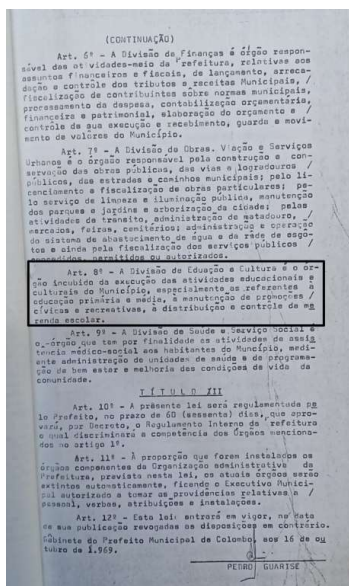 (CONTINUAÇÃO)
Art. 6º - A Divisão de Finanças é órgão respon-
sável das atividades-meio da Prefeitura, relativas aos
assuntos financeiros e fiscais, de lançamento, arreca-
dação e controle dos tributos e receitas Municipais, /
fiscalização de contribuintes sobre normas municipais,
processamento da despesa, contabilização orçamentária,
financeira e patrimonial, elaboração do orçamento e /
controle de sua execução e recebimento, guarda e movi-
mento de valores do Município.
Art. 7º - A Divisão de Obras, Viação e Serviços
Urbanos é o órgão responsável pela construção e con-
servação das obras públicas, das vias e logradouros /
públicos, das estradas e caminhos municipais; pelo li-
cenciamento e fiscalização de obras particulares; pe-
lo serviço de limpeza e iluminação pública, manutenção
dos parques e jardins e arborização da cidade; pelas
atividades de transito, administração de matadouro, /
mercados, feiras, cemitérios; administração e operação
do sistema de abastecimento de água e da rêde de esgô-
tos e ainda pela fiscalização dos serviços públicos /
concedidos, permitidos ou autorizados.
Art. 8º - A Divisão de Eduação e Cultura é o ór-
gão incubido da execução das atividades educacionais e
culturais do Município, especialmente os referentes à
educação primária e média, a manutenção de promoções /
cívicas e recreativas, à distribuição e contrôle da me
renda escolar.
Art. 9º - A Divisão de Saúde e Serviço Social é
o órgão que tem por finalidade as atividades de assis
tencia médico-social aos habitantes do Município, medi-
ante administração de unidades de saúde e de programa-
ção de bem estar e melhoria das condições de vida da
comunidade.
TÍTULO III
Art. 10º - A présente lei será regulamentada pe
lo Prefeito, no prazo de 60 (sessenta) dias, que apro-
vará, por Decreto, o Regulamento Interno da Prefeitura
o qual discriminará a competência dos Órgãos menciona-
dos no artigo 1º.
Art. 11º - À proporção que forem instalados os
órgãos componentes da Organização administrativa da
Prefeitura, prevista nesta lei, os atuais órgãos serão
extintos automaticamente, ficando o Executivo Munici-
pal autorizado a tomar as providências relativas a /
pessoal, verbas, atribuições e instalações.
Art. 12º - Esta lei entrará em vigor, na data
de sua publicação revogadas as disposições em contrário.
Gabinete do Prefeito Municipal de Colombo, aos 16 de ou
tubro de 1.969.
PEDRO GUARISE